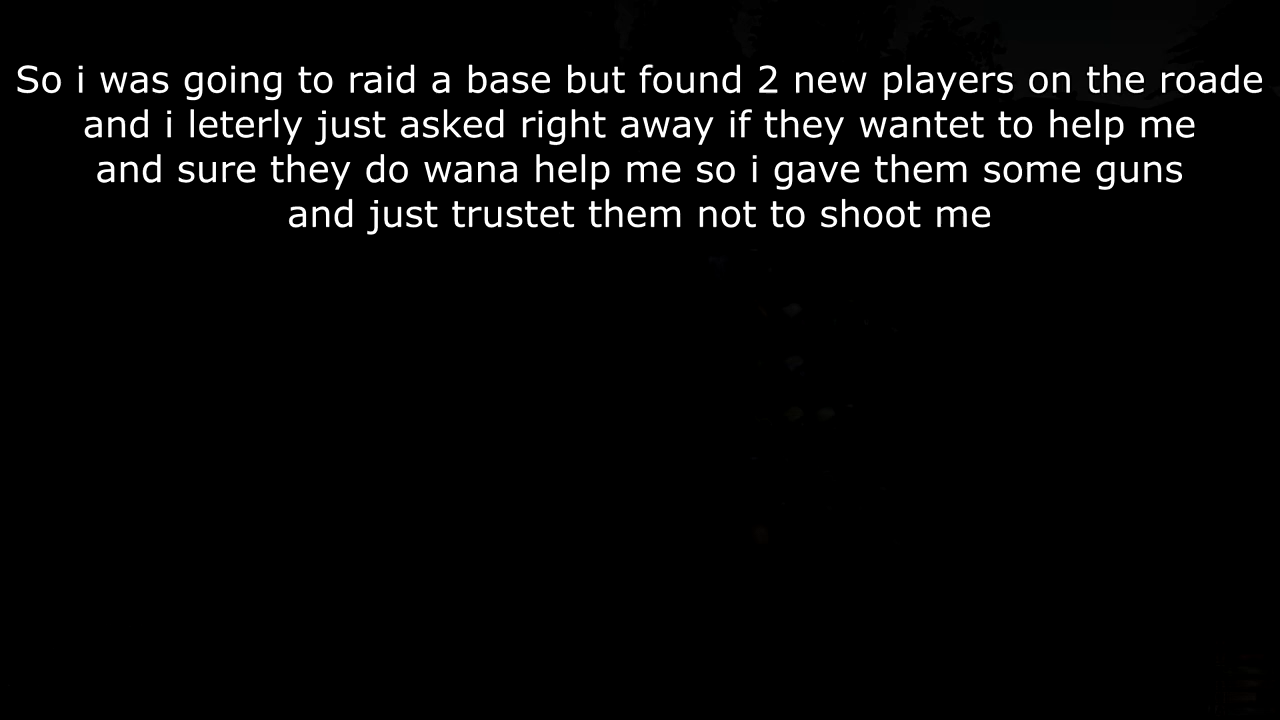 So i was going to raid a base but found 2 new players on the roade
and i leterly just asked right away if they wantet to help me
and sure they do wana help me so i gave them some guns
and just trustet them not to shoot me